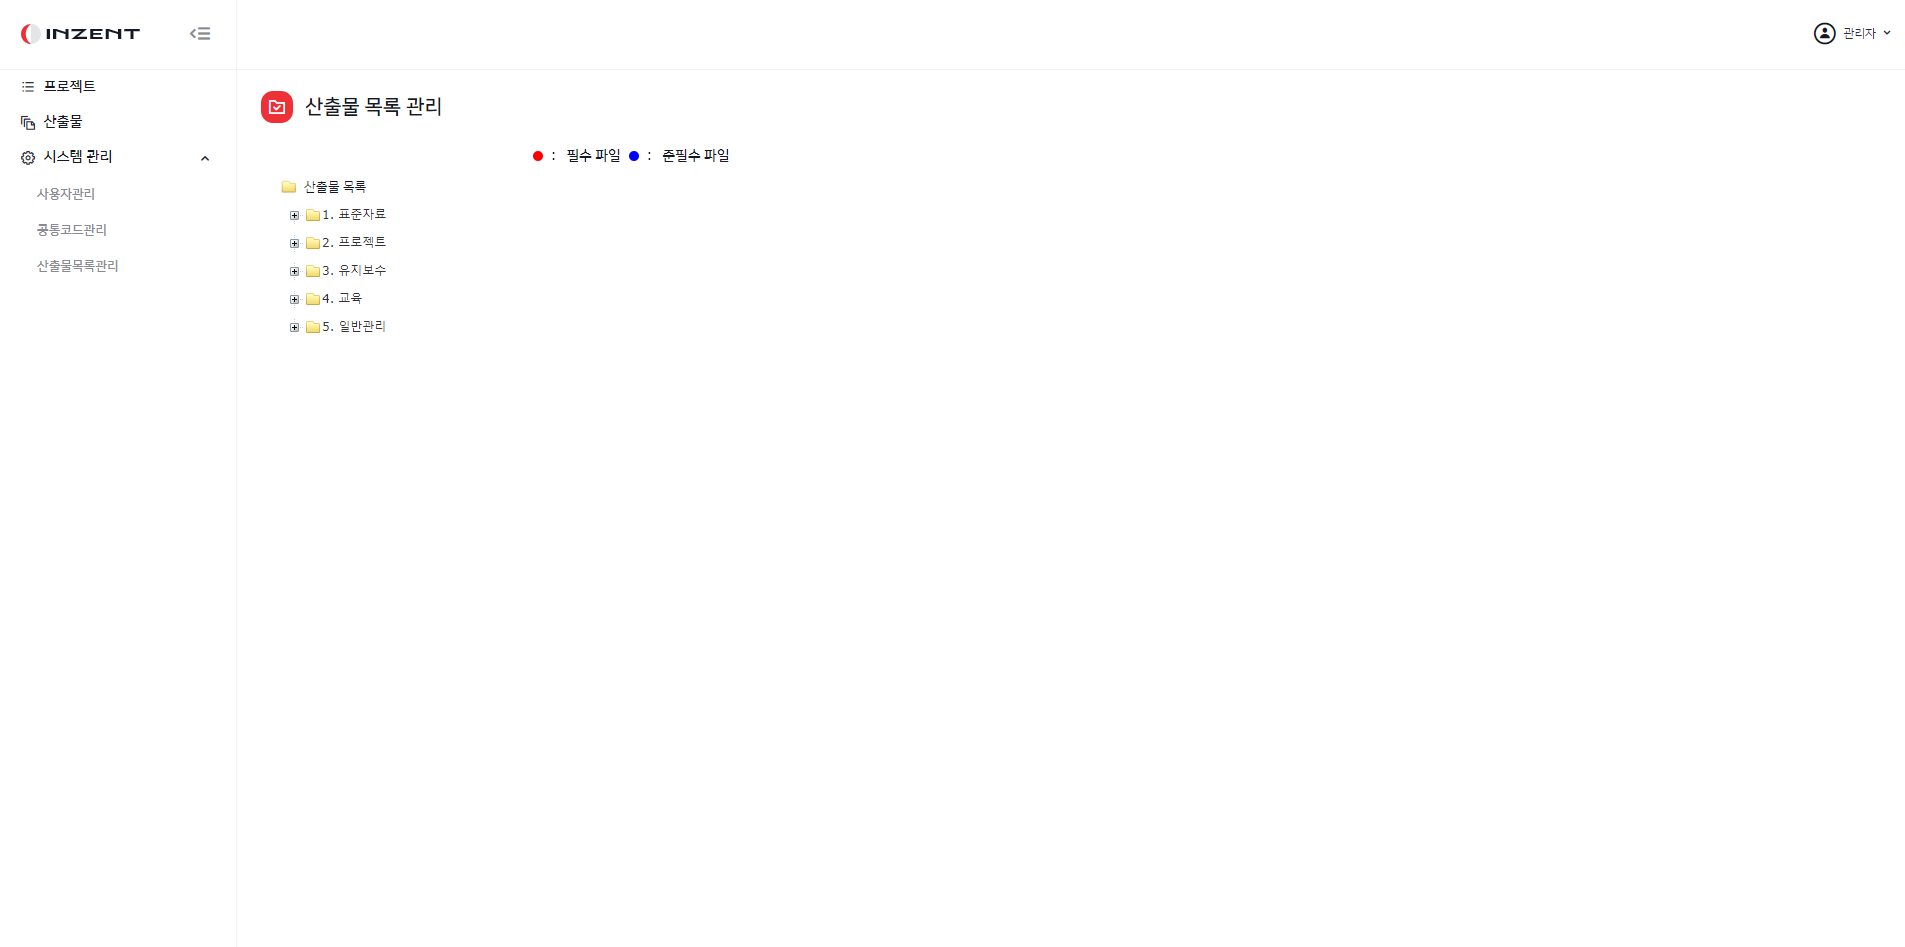 INZENT
관리자
프로젝트
산출물
시스템 관리
사용자관리
공통코드관리
산출물목록관리
산출물 목록 관리
: 필수 파일 : 준필수 파일
산출물 목록
1. 표준자료
2. 프로젝트
3. 유지보수
4. 교육
5. 일반관리